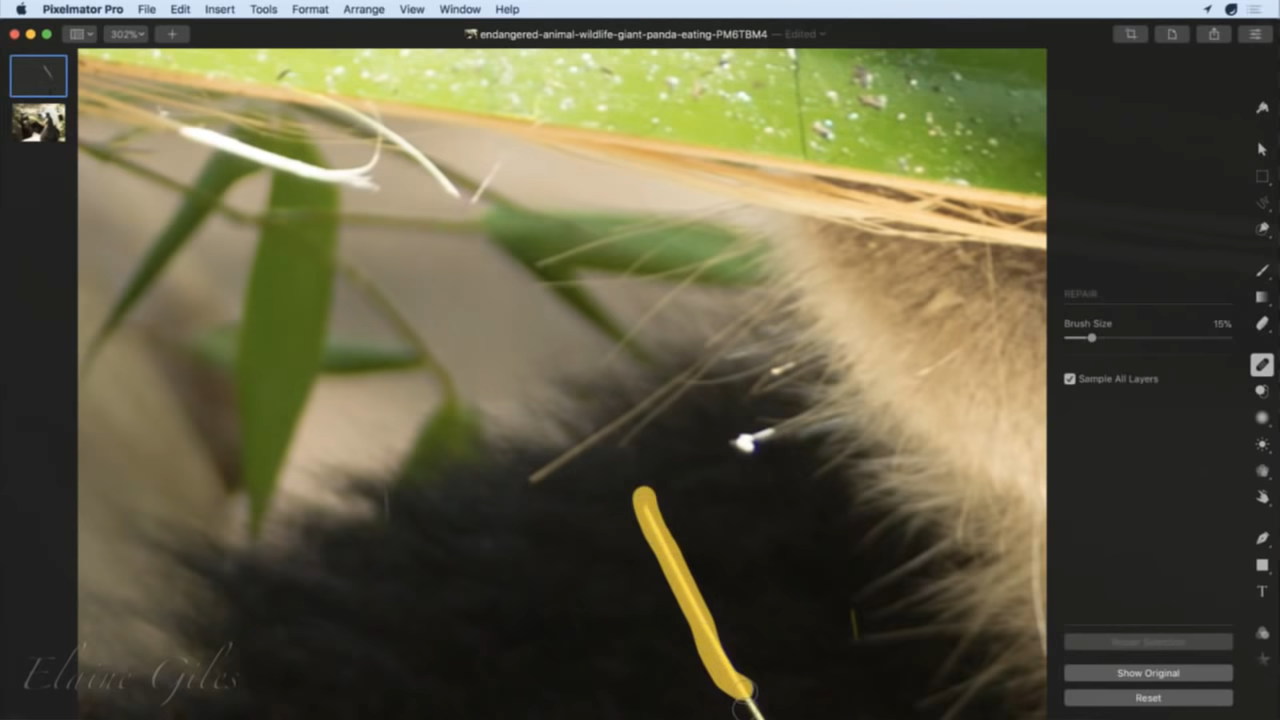 Pixelmator Pro File Edit Insert Tools Format Arrange View Window Help
302%
endangered-animal-wildlife-giant-panda-eating-PM6TBM4 — Edited
REPAIR
Brush Size 15%
Sample All Layers
T
Show Original
Reset
Elaine Giles